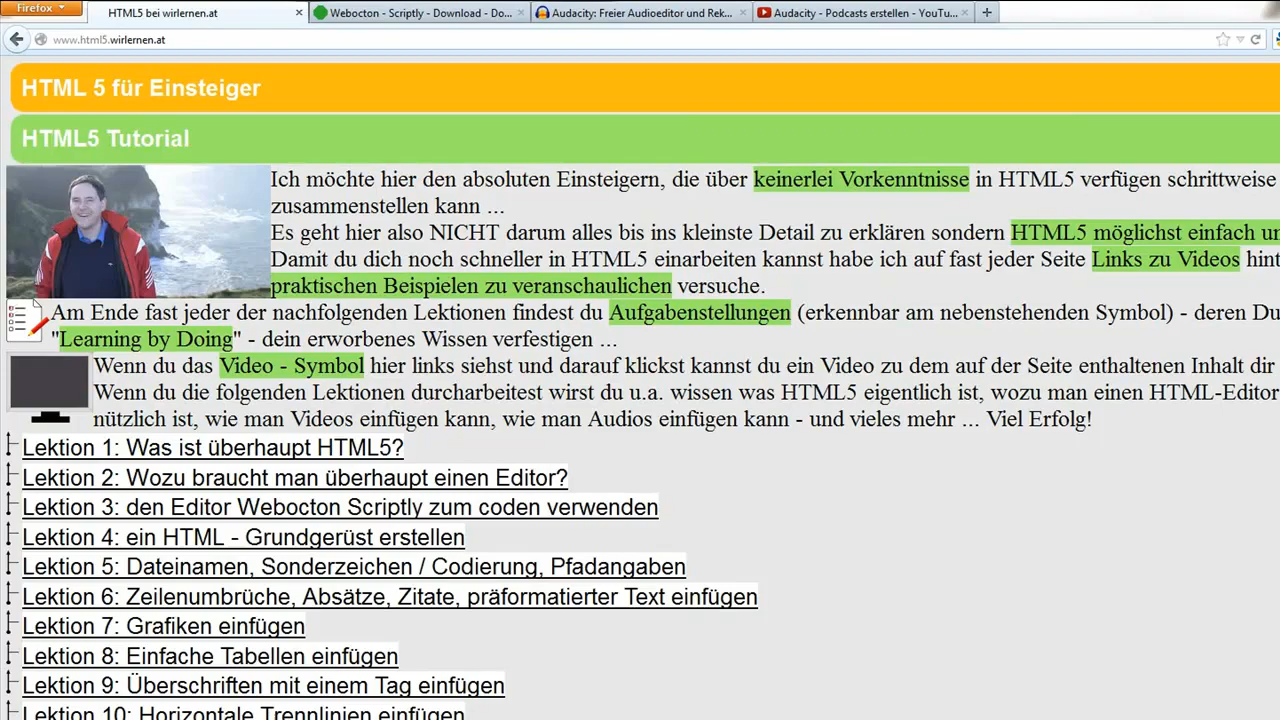 Firefox
HTML5 bei wirlernen.at
Webocton - Scriptly - Download - Do...
Audacity: Freier Audioeditor und Rek...
Audacity - Podcasts erstellen - YouTu...
www.html5.wirlernen.at
HTML 5 für Einsteiger
HTML5 Tutorial
Ich möchte hier den absoluten Einsteigern, die über keinerlei Vorkenntnisse in HTML5 verfügen schrittweise
zusammenstellen kann ...
Es geht hier also NICHT darum alles bis ins kleinste Detail zu erklären sondern HTML5 möglichst einfach un
Damit du dich noch schneller in HTML5 einarbeiten kannst habe ich auf fast jeder Seite Links zu Videos hint
praktischen Beispielen zu veranschaulichen versuche.
Am Ende fast jeder der nachfolgenden Lektionen findest du Aufgabenstellungen (erkennbar am nebenstehenden Symbol) - deren Du
"Learning by Doing" - dein erworbenes Wissen verfestigen ...
Wenn du das Video - Symbol hier links siehst und darauf klickst kannst du ein Video zu dem auf der Seite enthaltenen Inhalt dir
Wenn du die folgenden Lektionen durcharbeitest wirst du u.a. wissen was HTML5 eigentlich ist, wozu man einen HTML-Editor
nützlich ist, wie man Videos einfügen kann, wie man Audios einfügen kann - und vieles mehr ... Viel Erfolg!
Lektion 1: Was ist überhaupt HTML5?
Lektion 2: Wozu braucht man überhaupt einen Editor?
Lektion 3: den Editor Webocton Scriptly zum coden verwenden
Lektion 4: ein HTML - Grundgerüst erstellen
Lektion 5: Dateinamen, Sonderzeichen / Codierung, Pfadangaben
Lektion 6: Zeilenumbrüche, Absätze, Zitate, präformatierter Text einfügen
Lektion 7: Grafiken einfügen
Lektion 8: Einfache Tabellen einfügen
Lektion 9: Überschriften mit einem Tag einfügen
Lektion 10: Horizontale Trennlinien einfügen